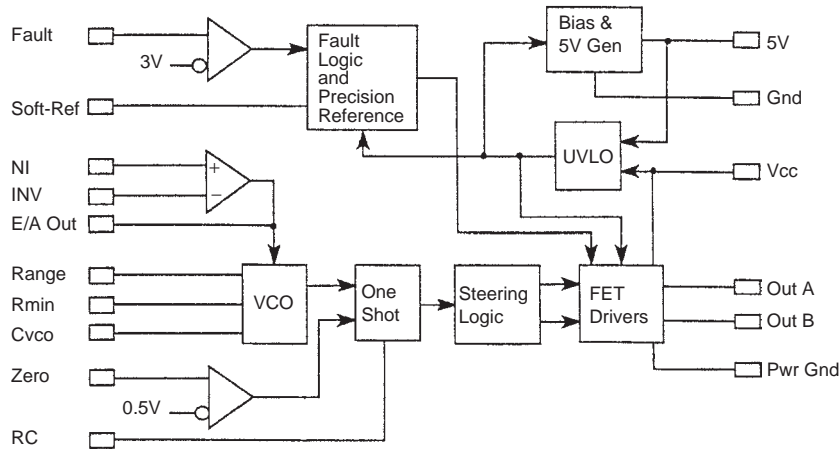 Fault
3V
Fault
Logic
and
Precision
Reference
Bias &
5V Gen
5V
Gnd
Soft-Ref
UVLO
Vcc
NI
+
INV
−
E/A Out
Range
Rmin
Cvco
VCO
One
Shot
Steering
Logic
FET
Drivers
Out A
Out B
Pwr Gnd
Zero
0.5V
RC